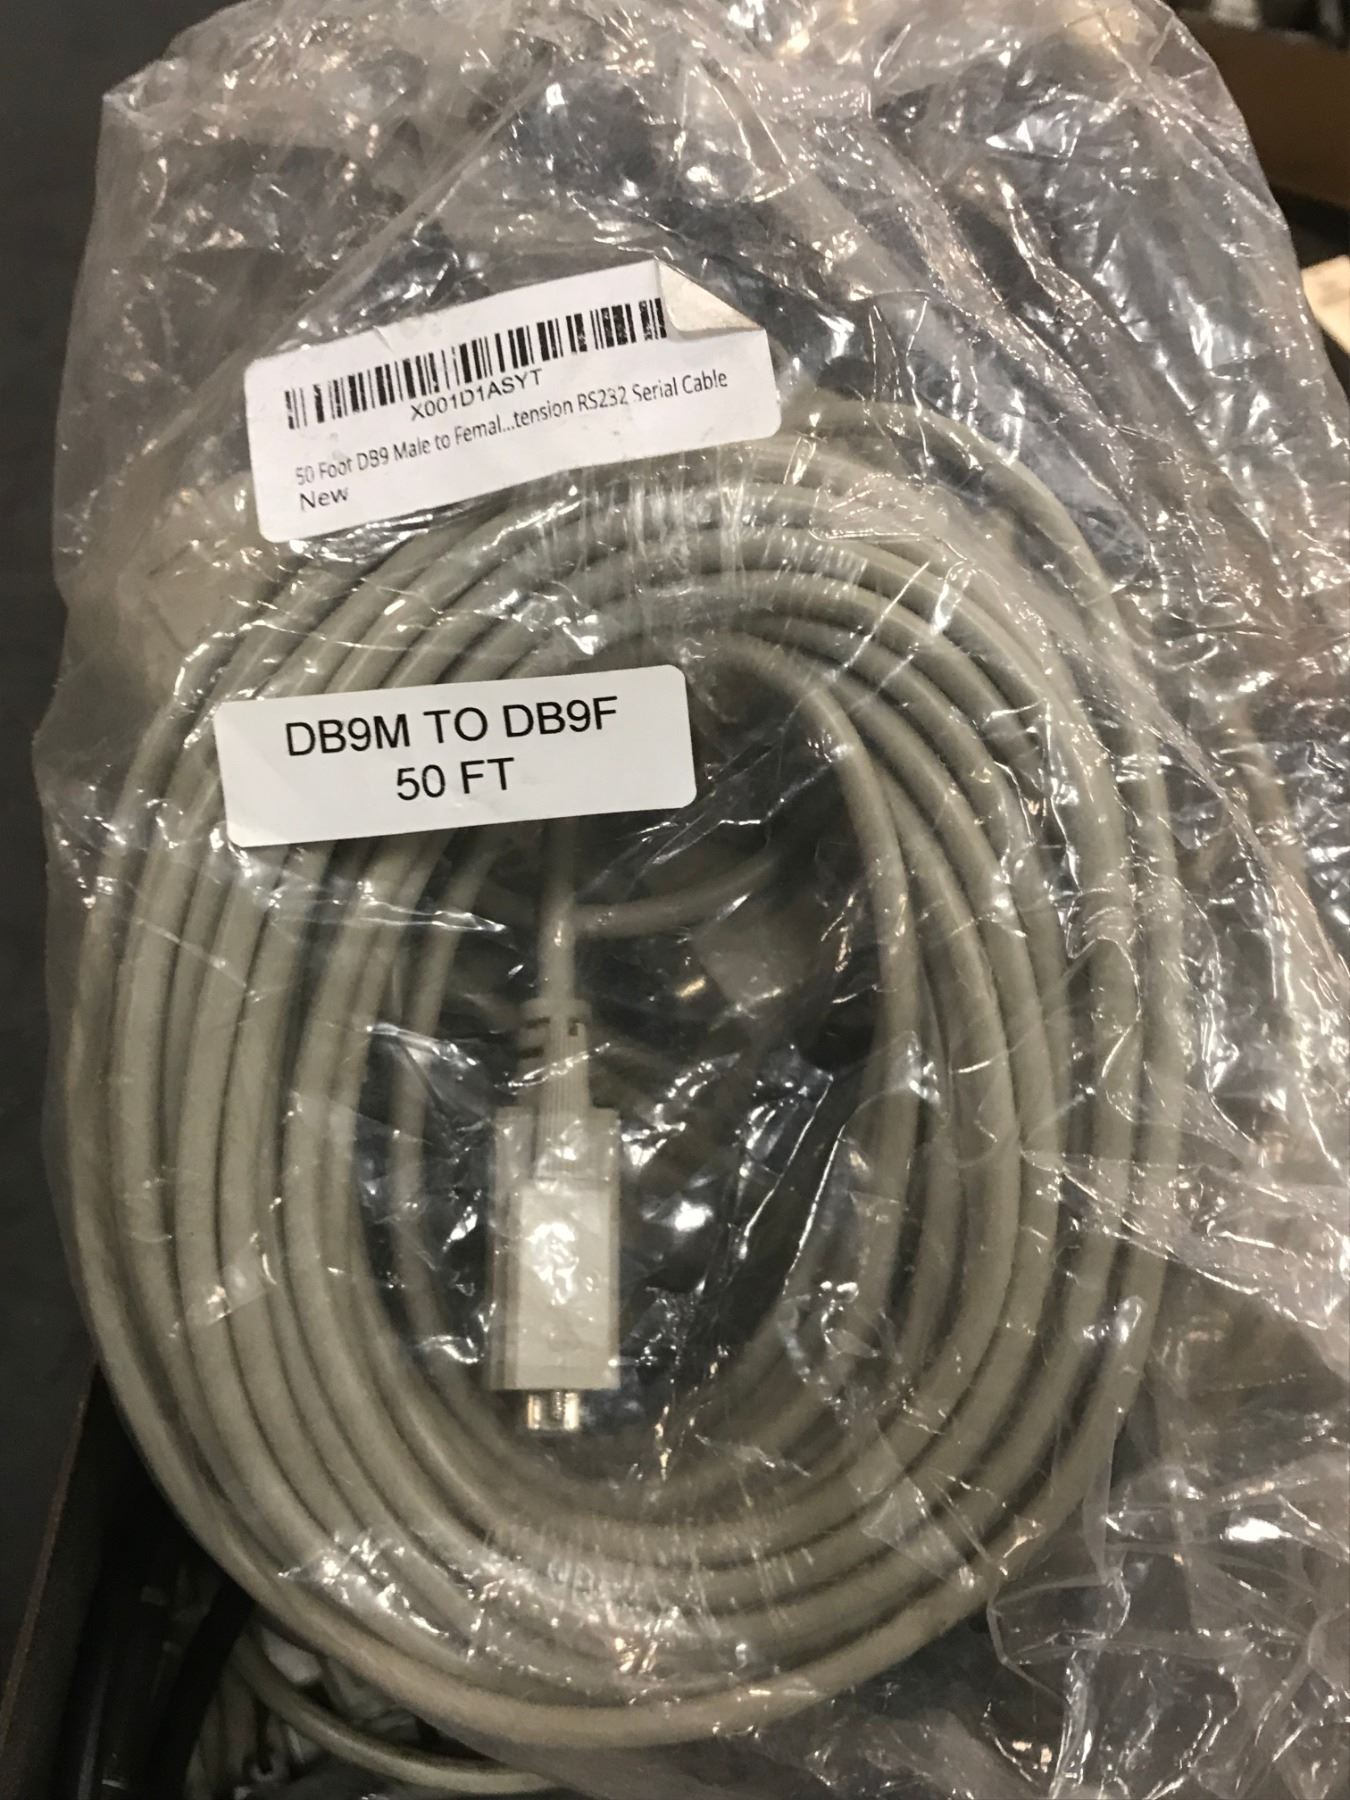 X001D1ASYT
50 Foot DB9 Male to Femal...tension RS232 Serial Cable
New
DB9M TO DB9F
50 FT